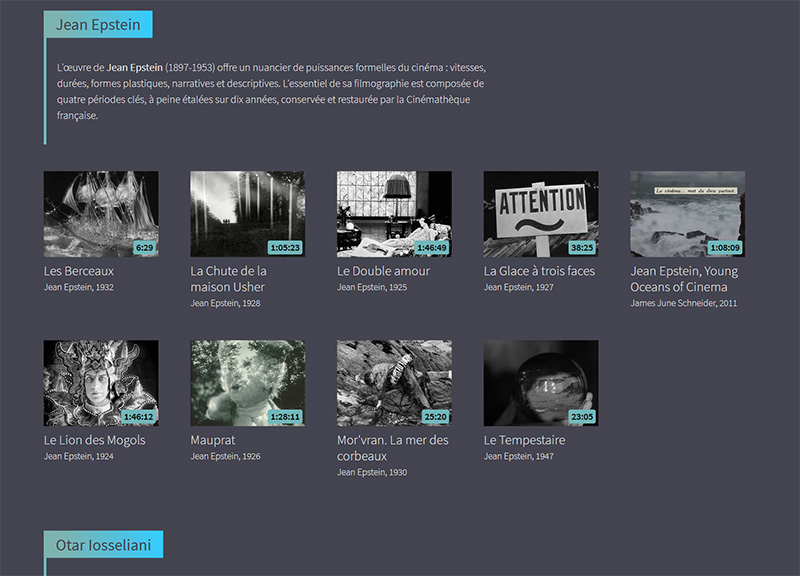 Jean Epstein
L'œuvre de Jean Epstein (1897-1953) offre un nuancier de puissances formelles du cinéma : vitesses,
durées, formes plastiques, narratives et descriptives. L'essentiel de sa filmographie est composée de
quatre périodes clés, à peine étalées sur dix années, conservée et restaurée par la Cinémathèque
française.
6:29
Les Berceaux
Jean Epstein, 1932
1:05:23
La Chute de la
maison Usher
Jean Epstein, 1928
1:46:49
Le Double amour
Jean Epstein, 1925
ATTENTION
38:25
La Glace à trois faces
Jean Epstein, 1927
Le cinéma... met du dieu partout
1:08:09
Jean Epstein, Young
Oceans of Cinema
James June Schneider, 2011
1:46:12
Le Lion des Mogols
Jean Epstein, 1924
1:28:11
Mauprat
Jean Epstein, 1926
25:20
Mor'vran. La mer des
corbeaux
Jean Epstein, 1930
23:05
Le Tempestaire
Jean Epstein, 1947
Otar Iosseliani